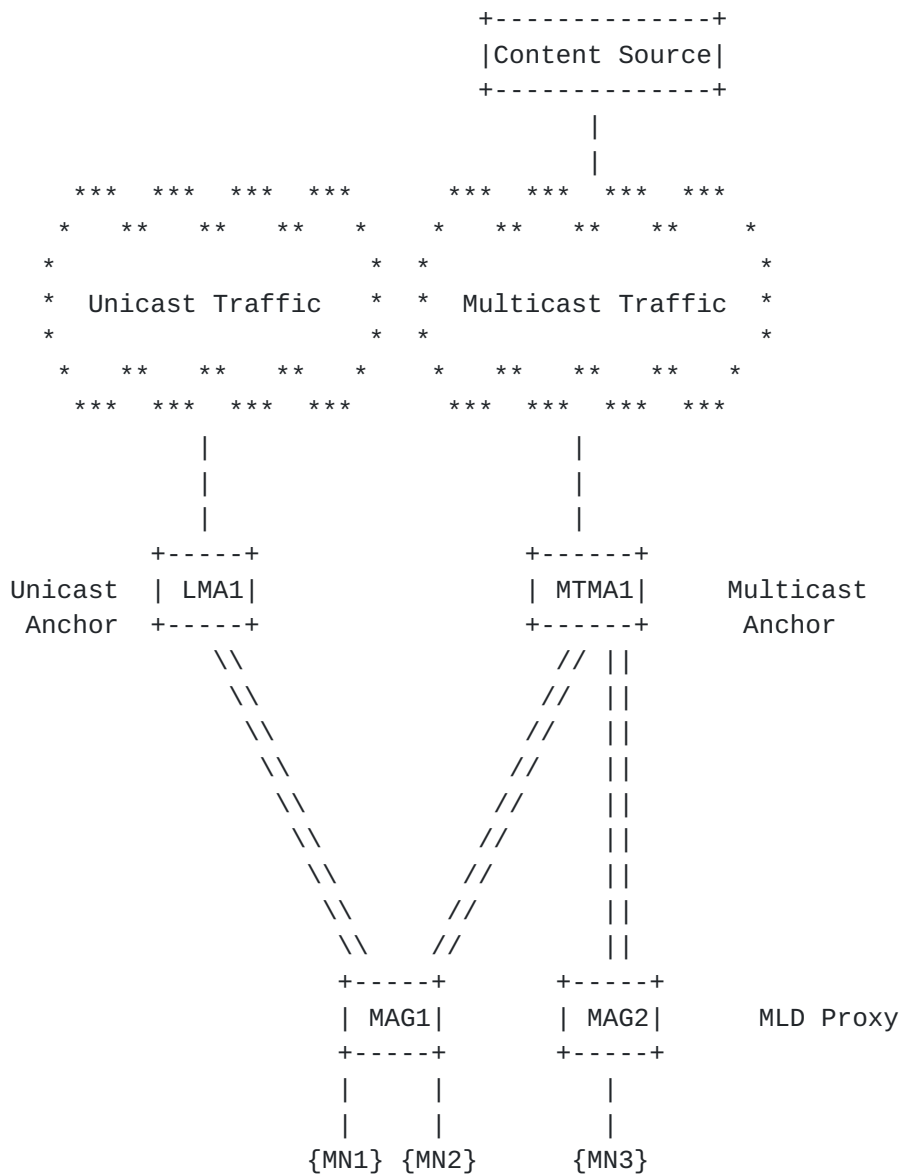 Content Source
Unicast Traffic Multicast Traffic
Unicast | LMA1| | MTMA1| Multicast
Anchor Anchor
| MAG1| | MAG2| MLD Proxy
{MN1} {MN2} {MN3}